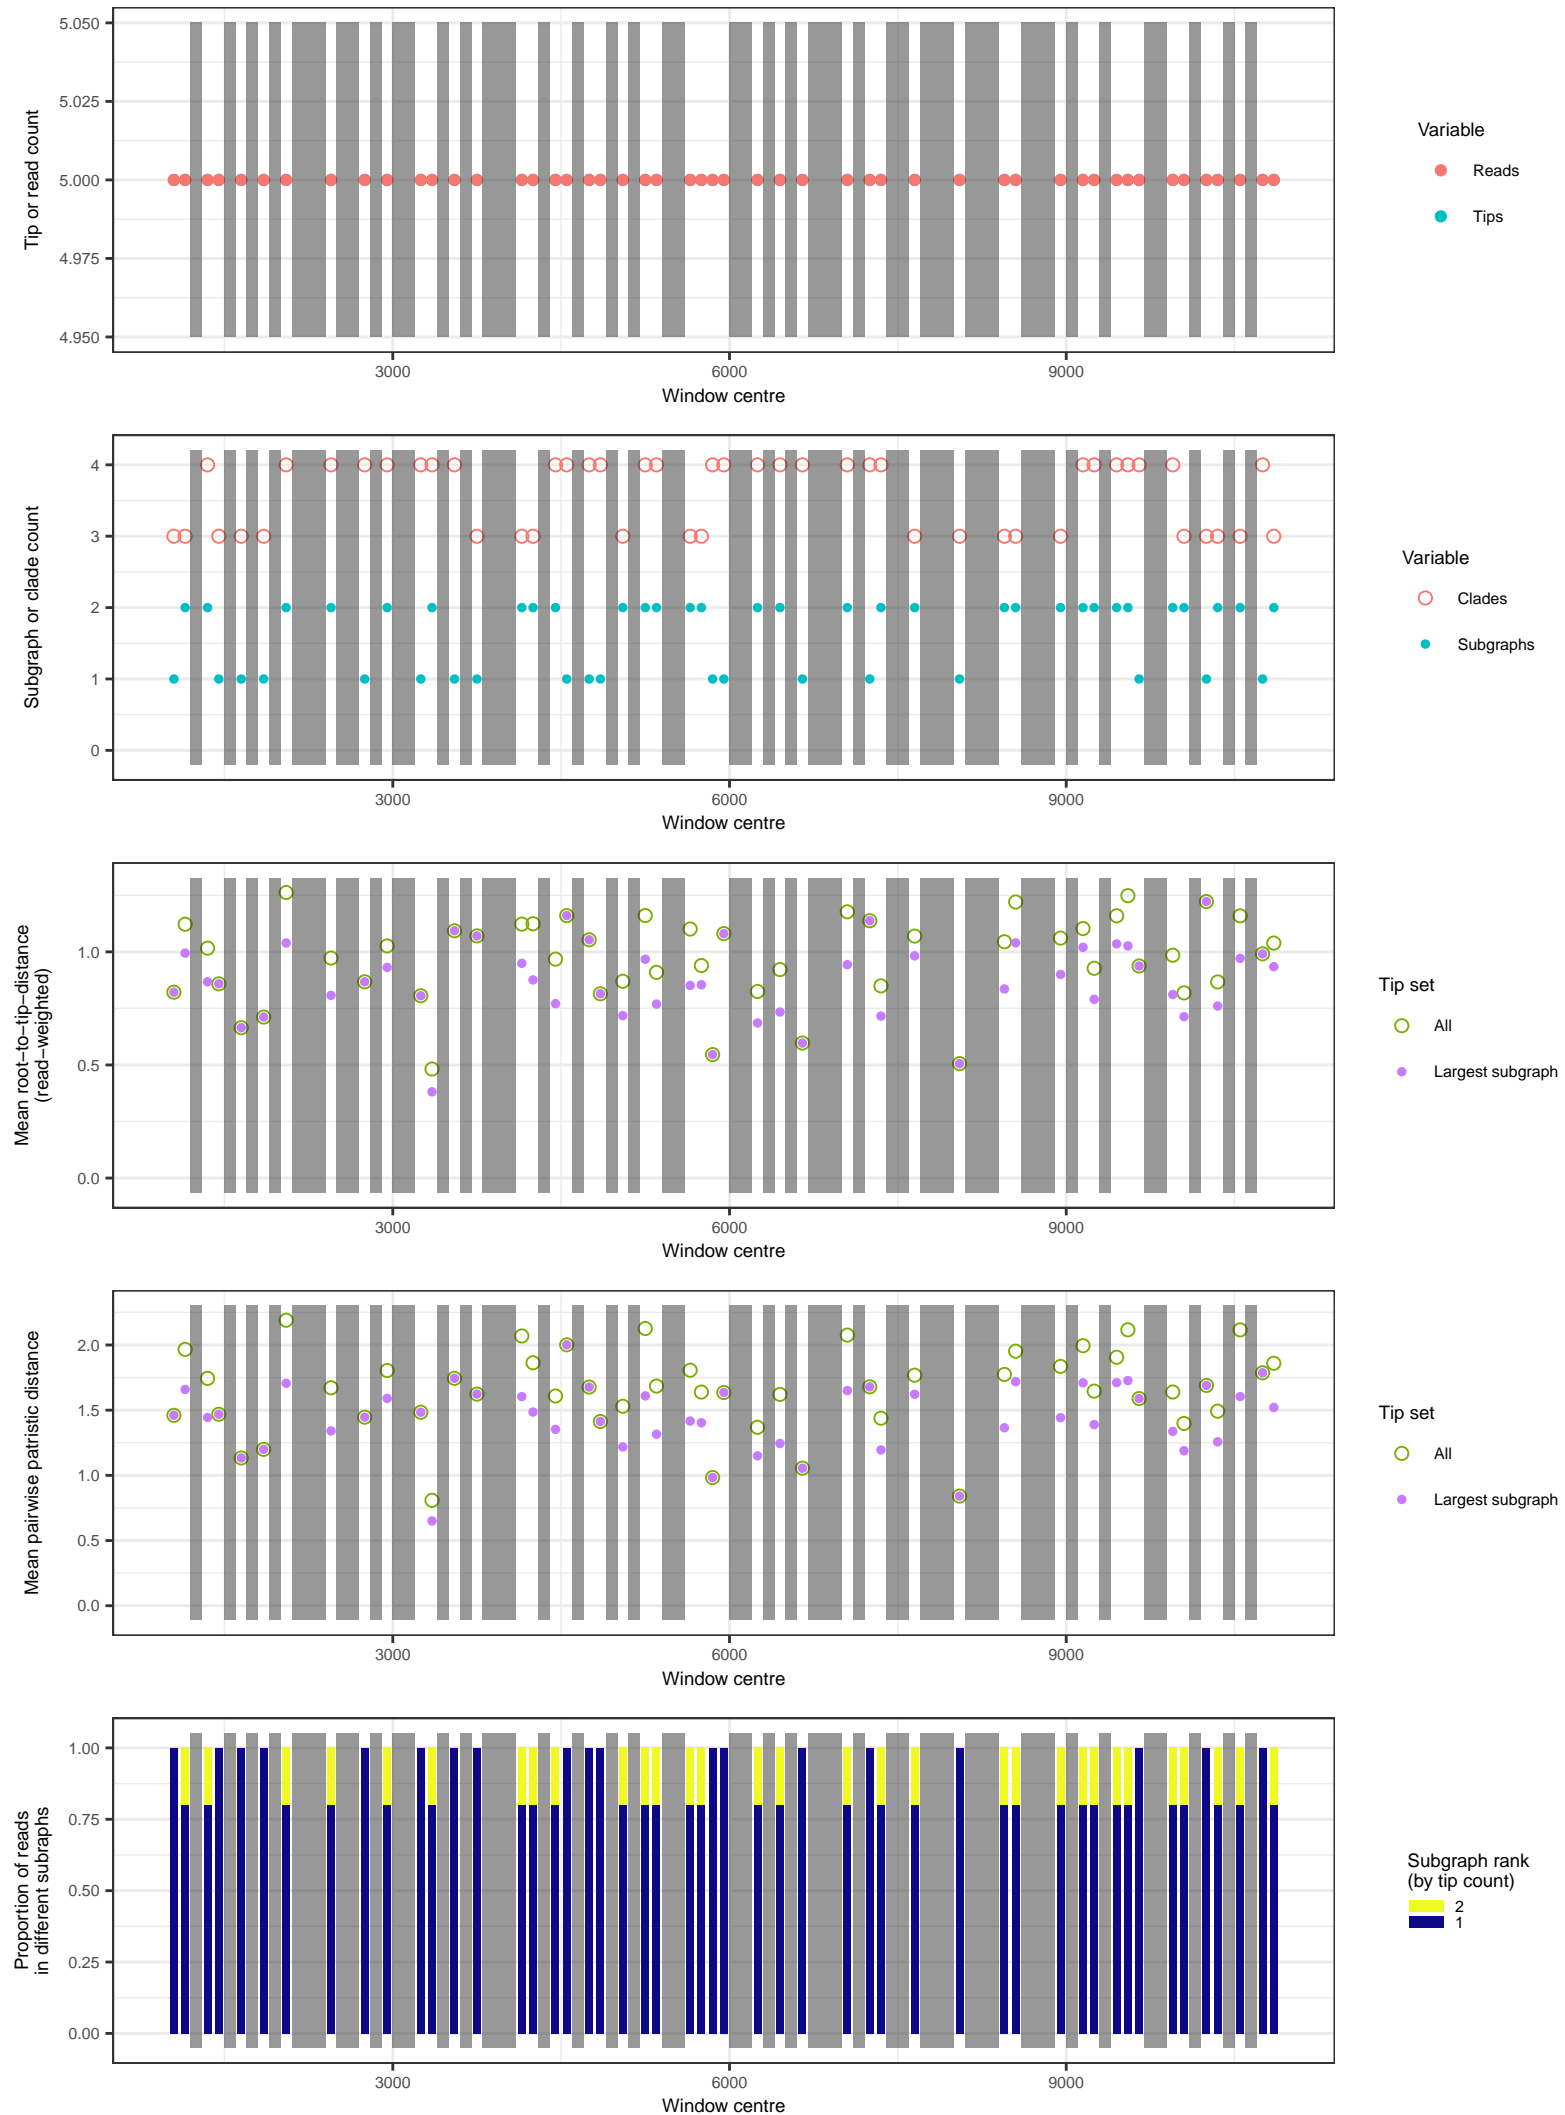 5.050
5.025
5.000
4.975
4.950
Tip or read count
3000
6000
9000
Window centre
Variable
Reads
Tips
4
3
2
1
0
Subgraph or clade count
3000
6000
9000
Window centre
Variable
Clades
Subgraphs
1.0
0.5
0.0
Mean root−to−tip−distance
(read−weighted)
3000
6000
9000
Window centre
Tip set
All
Largest subgraph
2.0
1.5
1.0
0.5
0.0
Mean pairwise patristic distance
3000
6000
9000
Window centre
Tip set
All
Largest subgraph
1.00
0.75
0.50
0.25
0.00
Proportion of reads
in different subraphs
3000
6000
9000
Window centre
Subgraph rank
(by tip count)
2
1